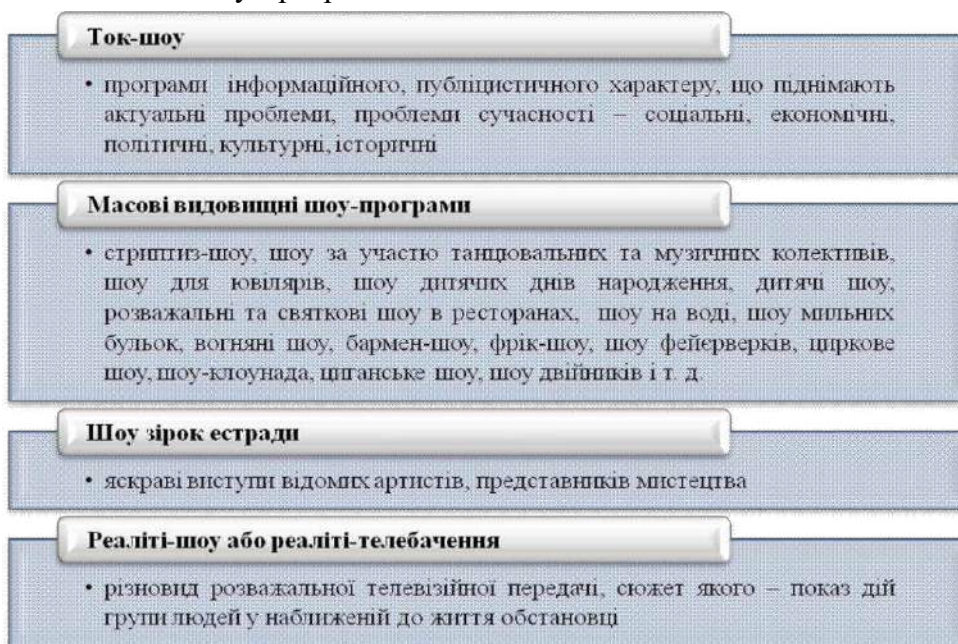 Ток-шоу
• програми інформаційного, публіцистичного характеру, що піднімають
актуальні проблеми, проблеми сучасності – соціальні, економічні,
політичні, культурні, історичні
Масові видовищні шоу-програми
• стриптиз-шоу, шоу за участю танцювальних та музичних колективів,
шоу для ювілярів, шоу дитячих днів народження, дитячі шоу,
розважальні та святкові шоу в ресторанах, шоу на воді, шоу мильних
бульок, вогняні шоу, бармен-шоу, фрік-шоу, шоу фейєрверків, циркове
шоу, шоу-клоунада, циганське шоу, шоу двійників і т. д.
Шоу зірок естради
• яскраві виступи відомих артистів, представників мистецтва
Реаліті-шоу або реаліті-телебачення
• різновид розважальної телевізійної передачі, сюжет якого – показ дій
групи людей у наближеній до життя обстановці